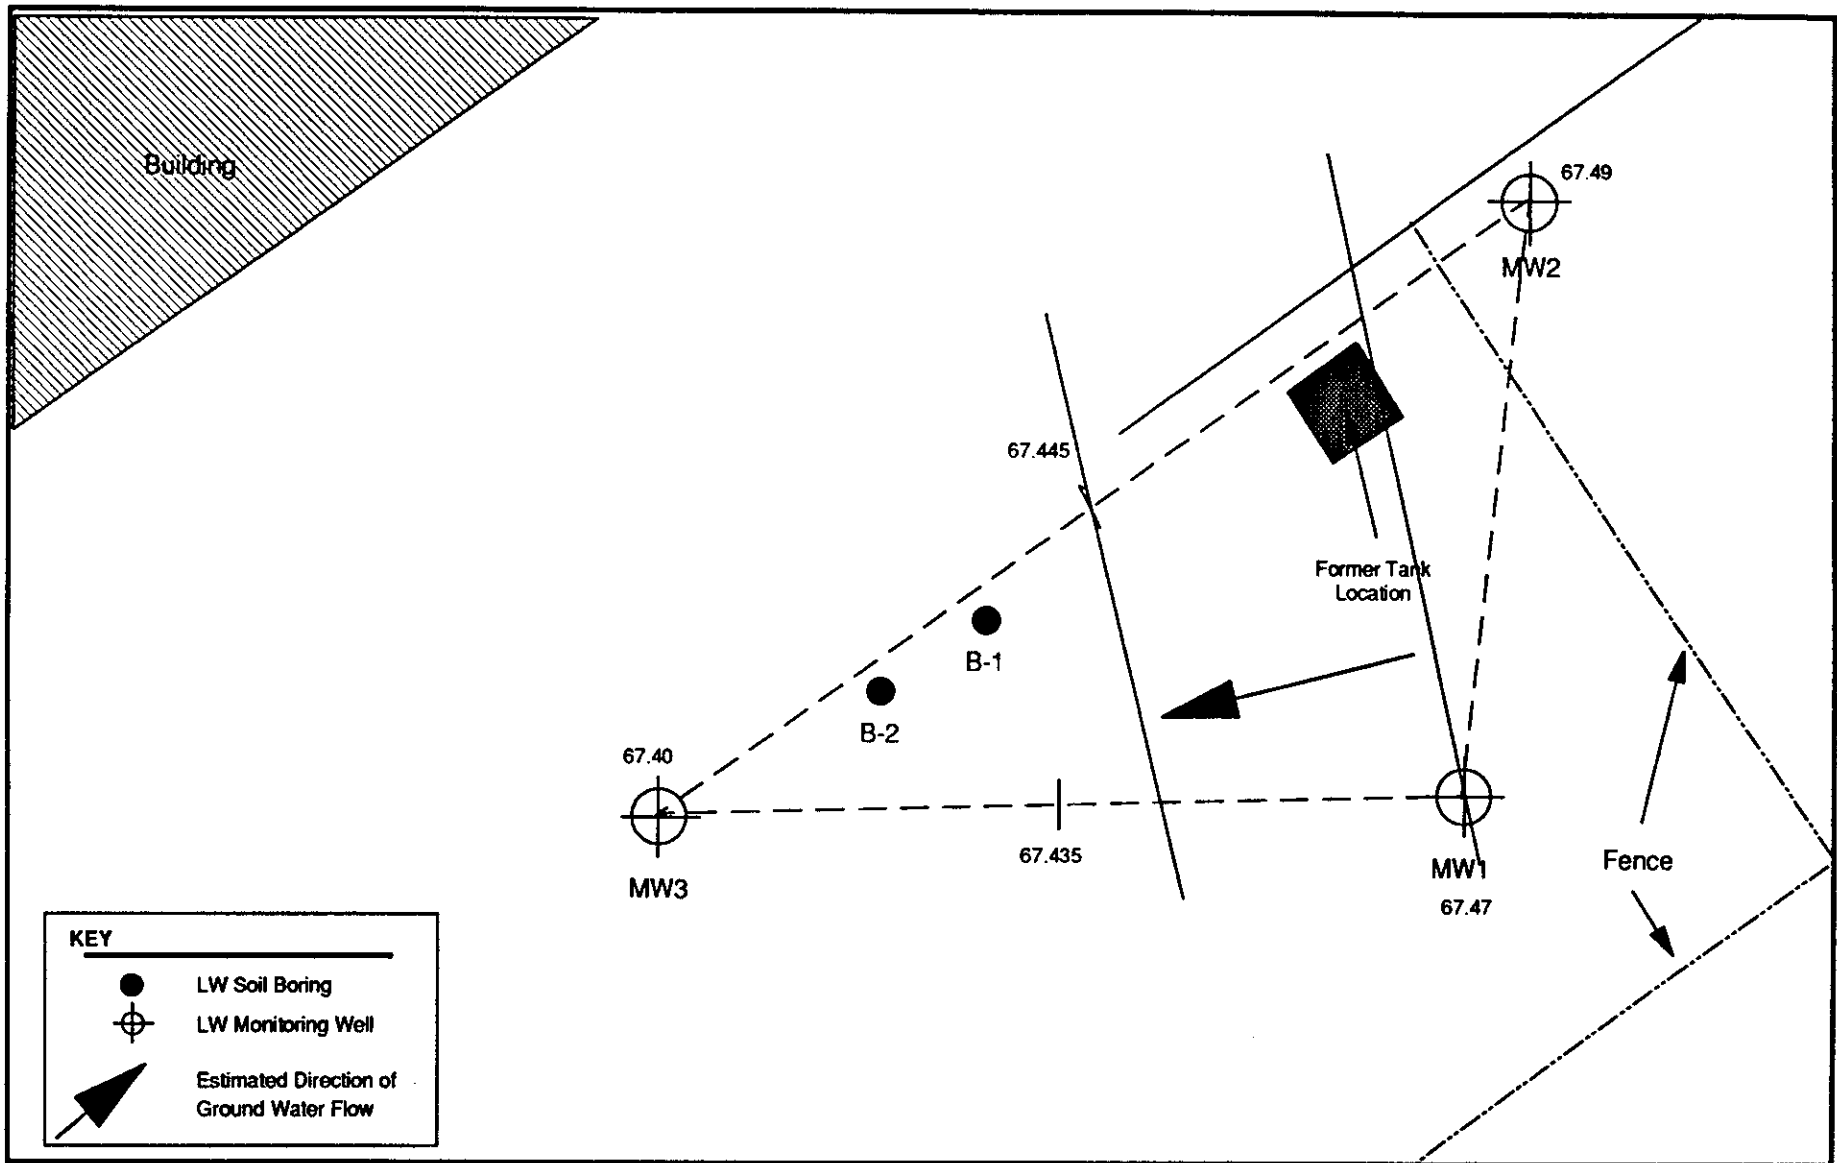 Building
67.49
MW2
67.445
Former Tank
Location
B-1
B-2
67.40
67.435
MW3
MW1
67.47
Fence
KEY
LW Soil Boring
LW Monitoring Well
Estimated Direction of
Ground Water Flow